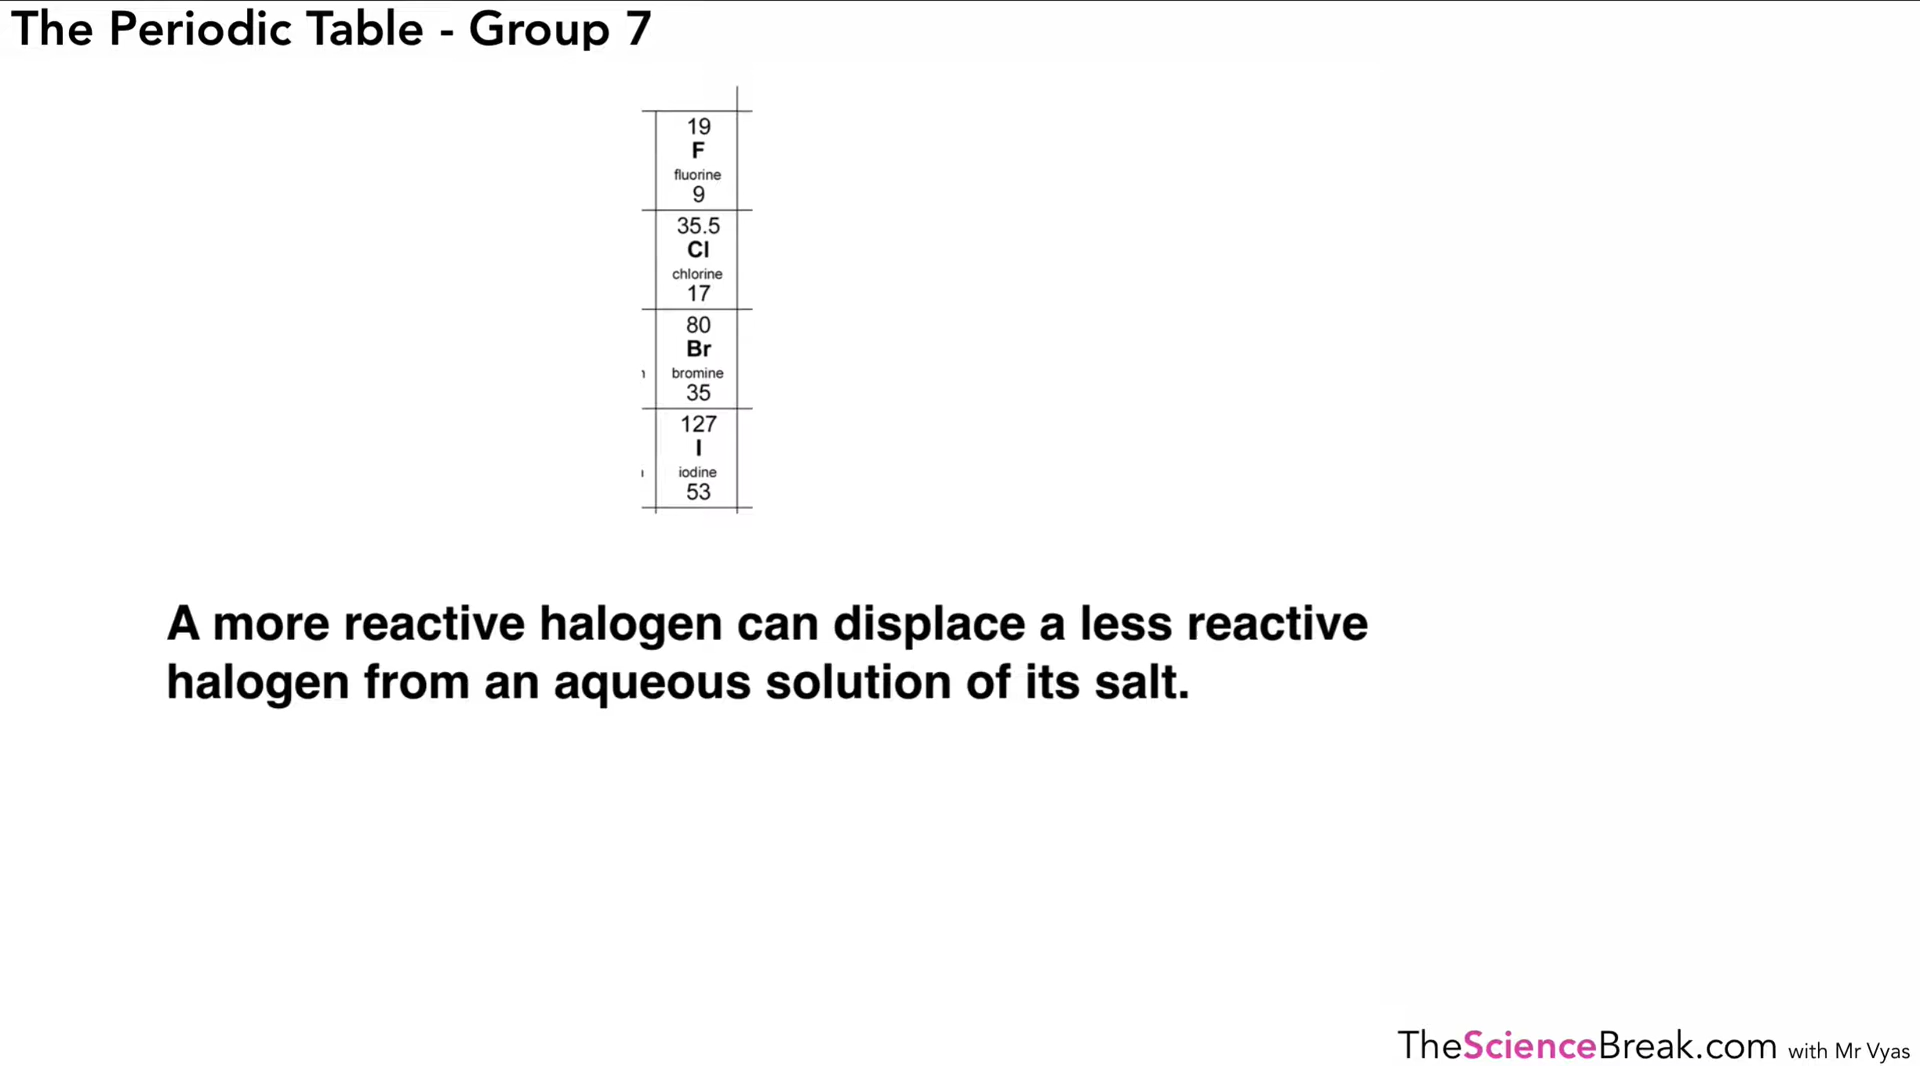 The Periodic Table - Group 7
19
F
fluorine
9
35.5
Cl
chlorine
17
80
Br
bromine
35
127
I
iodine
53
A more reactive halogen can displace a less reactive
halogen from an aqueous solution of its salt.
TheScienceBreak.com with Mr Vyas